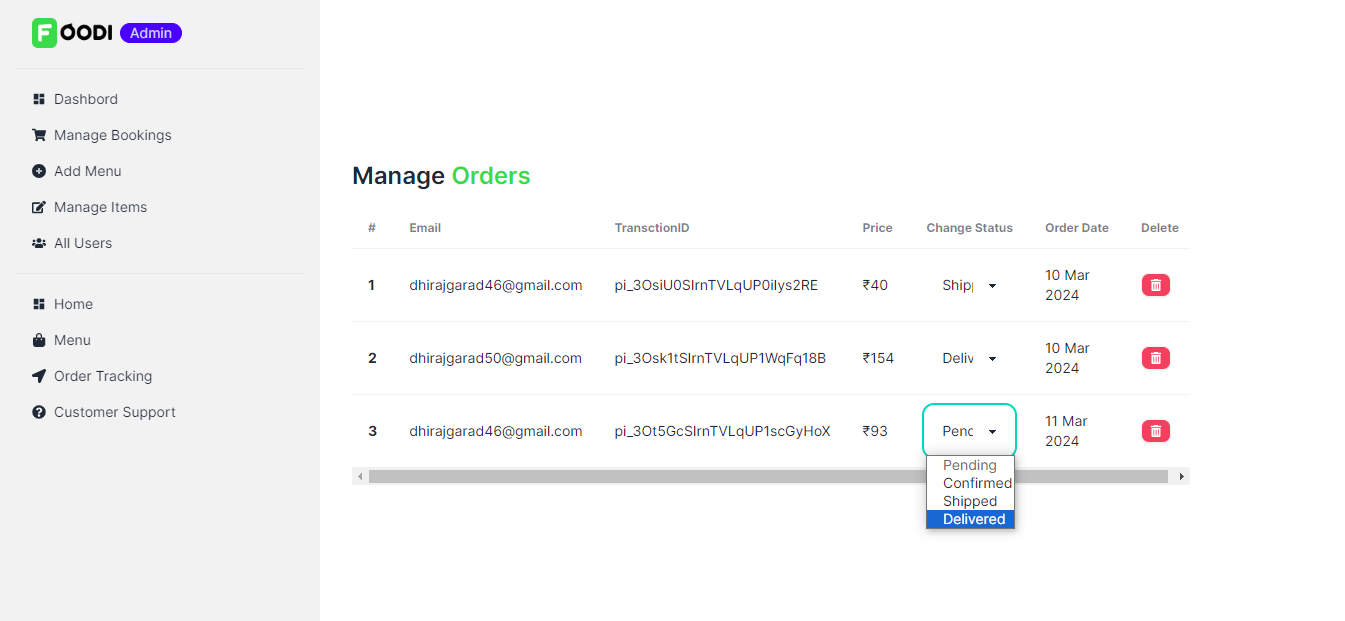 FOODI Admin
Dashbord
Manage Bookings
Add Menu
Manage Items
All Users
Home
Menu
Order Tracking
Customer Support
Manage Orders
# Email TransctionID Price Change Status Order Date Delete
1 dhirajgarad46@gmail.com pi_3OsiU0SIrnTVLqUP0iIys2RE ₹40 Shipp 10 Mar 2024
2 dhirajgarad50@gmail.com pi_3Osk1tSIrnTVLqUP1WqFq18B ₹154 Deliv 10 Mar 2024
3 dhirajgarad46@gmail.com pi_3Ot5GcSIrnTVLqUP1scGyHoX ₹93 Penc 11 Mar 2024
Pending
Confirmed
Shipped
Delivered